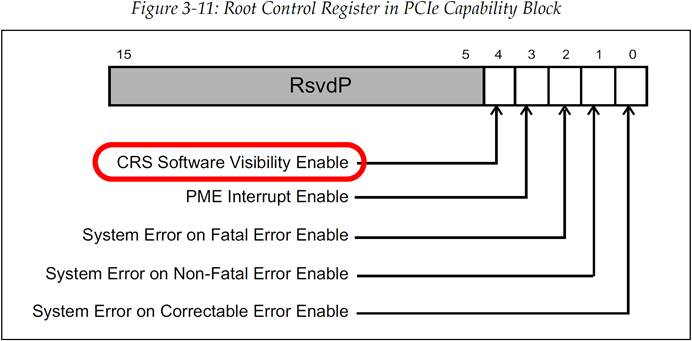 Figure 3-11: Root Control Register in PCIe Capability Block
15 5 4 3 2 1 0
RsvdP
CRS Software Visibility Enable
PME Interrupt Enable
System Error on Fatal Error Enable
System Error on Non-Fatal Error Enable
System Error on Correctable Error Enable